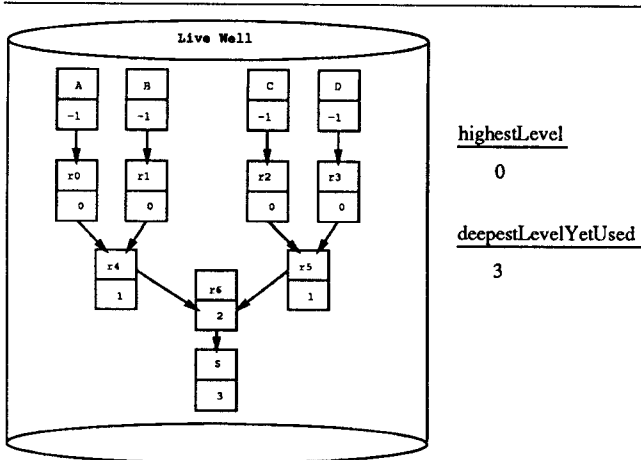 Live Well
A B C D
-1 -1 -1 -1
highestLevel
r0 r1 r2 r3
0
0 0 0 0
deepestLevelYetUsed
r4 r5
3
r6
1 1
2
S
3